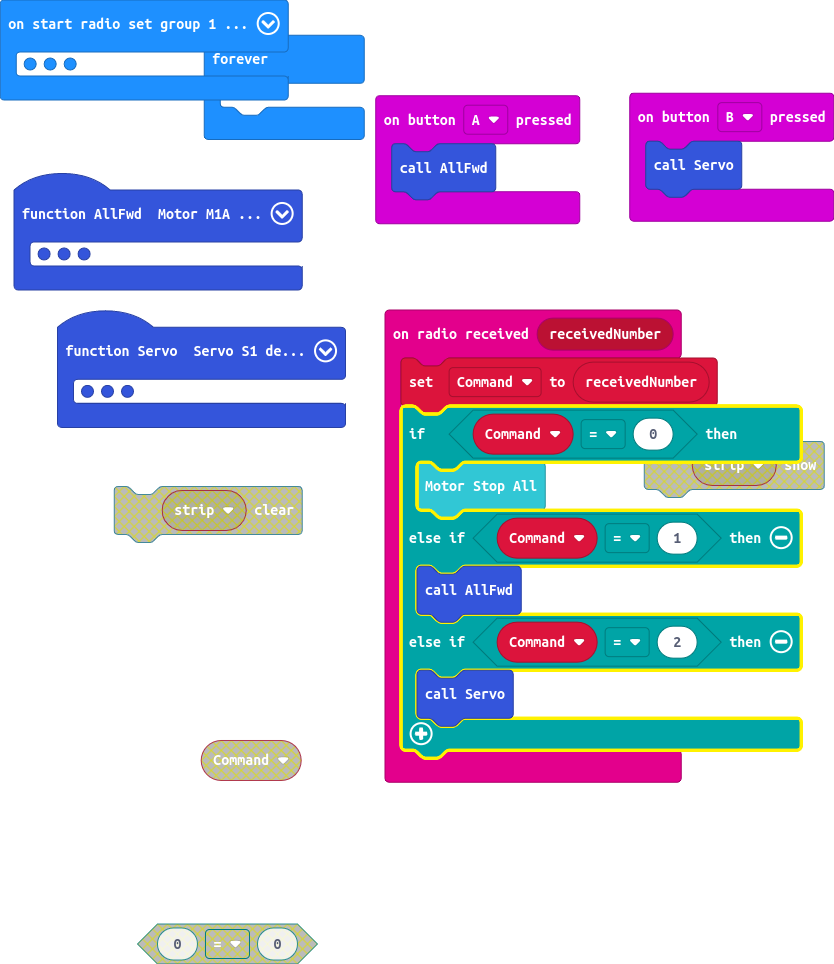 on start radio set group 1 ...
forever
on button A pressed
call AllFwd
on button B pressed
call Servo
function AllFwd Motor M1A ...
function Servo Servo S1 de...
on radio received receivedNumber
set Command to receivedNumber
if Command = 0 then
Motor Stop All
else if Command = 1 then
call AllFwd
else if Command = 2 then
call Servo
strip show
strip clear
Command
0 = 0